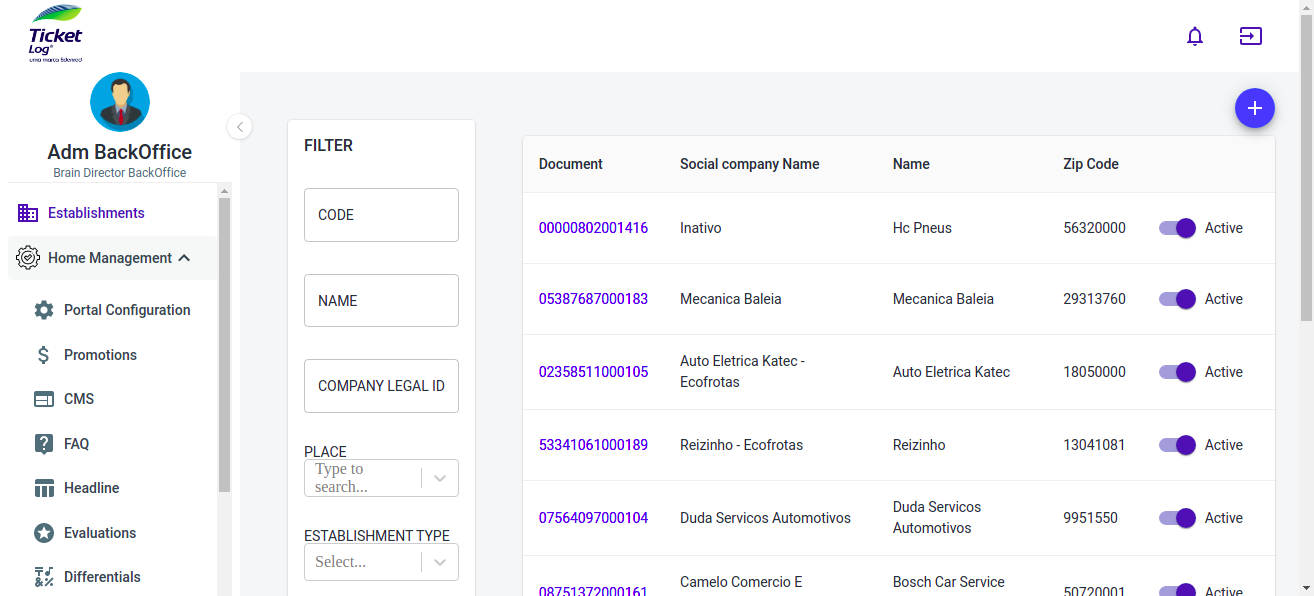 Ticket
Log®
uma marca Edenred
Adm BackOffice
Brain Director BackOffice
Establishments
Home Management
Portal Configuration
Promotions
CMS
FAQ
Headline
Evaluations
Differentials
FILTER
CODE
NAME
COMPANY LEGAL ID
PLACE
Type to
search...
ESTABLISHMENT TYPE
Select...
Document Social company Name Name Zip Code
00000802001416 Inativo Hc Pneus 56320000 Active
05387687000183 Mecanica Baleia Mecanica Baleia 29313760 Active
02358511000105 Auto Eletrica Katec -
Ecofrotas Auto Eletrica Katec 18050000 Active
53341061000189 Reizinho - Ecofrotas Reizinho 13041081 Active
07564097000104 Duda Servicos Automotivos Duda Servicos
Automotivos 9951550 Active
08751372000161 Camelo Comercio E Bosch Car Service 50720001 Active